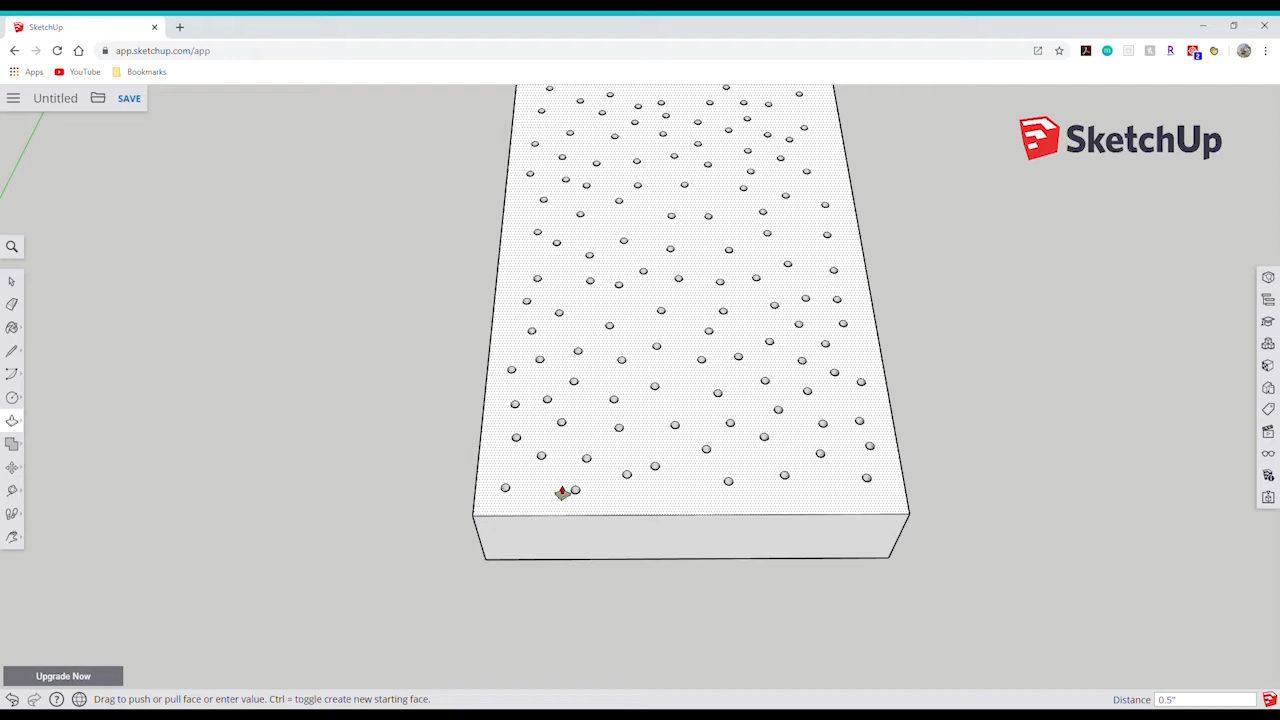 SketchUp
app.sketchup.com/app
Apps
YouTube
Bookmarks
R
2
Untitled
SAVE
SketchUp
Upgrade Now
Drag to push or pull face or enter value. Ctrl = toggle create new starting face.
Distance
0.5"